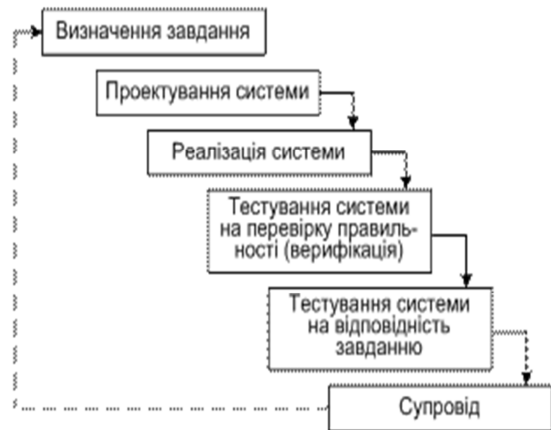 Визначення завдання
Проектування системи
Реалізація системи
Тестування системи
на перевірку правиль-
ності (верифікація)
Тестування системи
на відповідність
завданню
Супровід